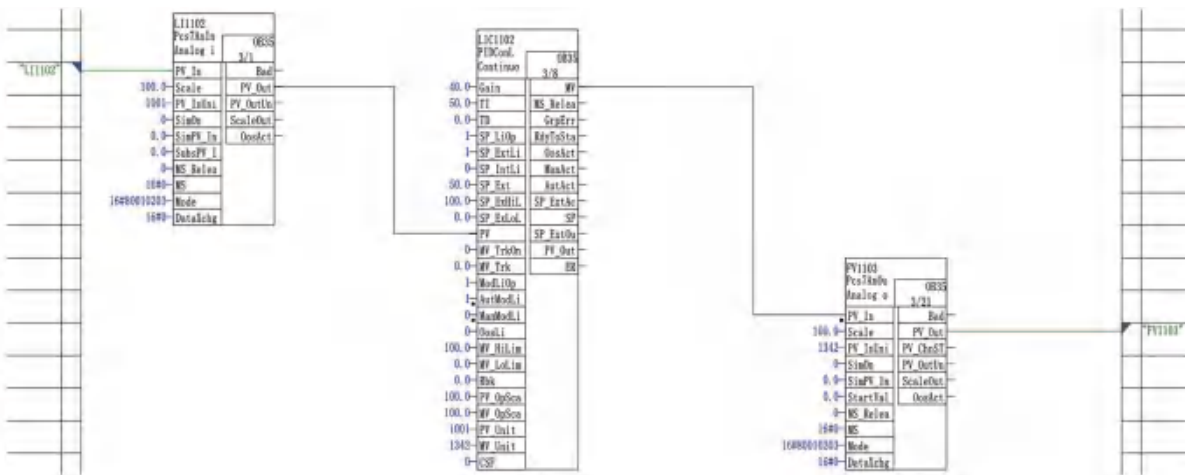 "LI1102"
LI1102
Pcs7AnIn
Analog i
OB35
3/1
PV_In
Bad
100.0
Scale
PV_Out
1001
PV_InUni
PV_OutUn
0
SimOn
ScaleOut
0.0
SimPV_In
OosAct
0.0
SubsPV_I
0
MS_Relea
16#0
MS
16#80010203
Mode
16#0
DataXchg
LIC1102
PIDConL
Continuo
OB35
3/8
40.0
Gain
MV
50.0
TI
MS_Relea
0.0
TD
GrpErr
1
SP_LiOp
RdyToSta
1
SP_ExtLi
OosAct
0
SP_IntLi
ManAct
50.0
SP_Ext
AutAct
100.0
SP_ExHiL
SP_ExtAc
0.0
SP_ExLoL
SP
PV
SP_ExtOu
0
MV_TrkOn
PV_Out
0.0
MV_Trk
ER
1
ModLiOp
1
AutModLi
0
ManModLi
0
OosLi
100.0
MV_HiLim
0.0
MV_LoLim
0.0
Rbk
100.0
PV_OpSca
100.0
MV_OpSca
1001
PV_Unit
1342
MV_Unit
0
CSF
FV1103
Pcs7AnOu
Analog o
OB35
3/21
PV_In
Bad
100.0
Scale
PV_Out
1342
PV_InUni
PV_ChnST
0
SimOn
PV_OutUn
0.0
SimPV_In
ScaleOut
0.0
StartVal
OosAct
0
MS_Relea
16#0
MS
16#80010203
Mode
16#0
DataXchg
"FV1103"